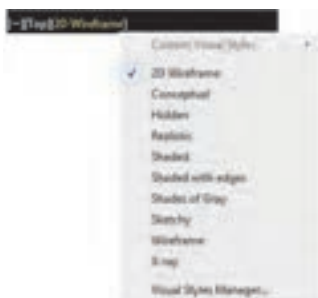 [−][Top][2D Wireframe]
Custom Visual Styles
2D Wireframe
Conceptual
Hidden
Realistic
Shaded
Shaded with edges
Shades of Gray
Sketchy
Wireframe
X-ray
Visual Styles Manager...